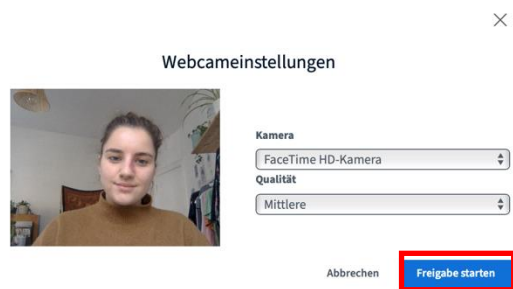 Webcameinstellungen
Kamera
FaceTime HD-Kamera
Qualität
Mittlere
Abbrechen
Freigabe starten